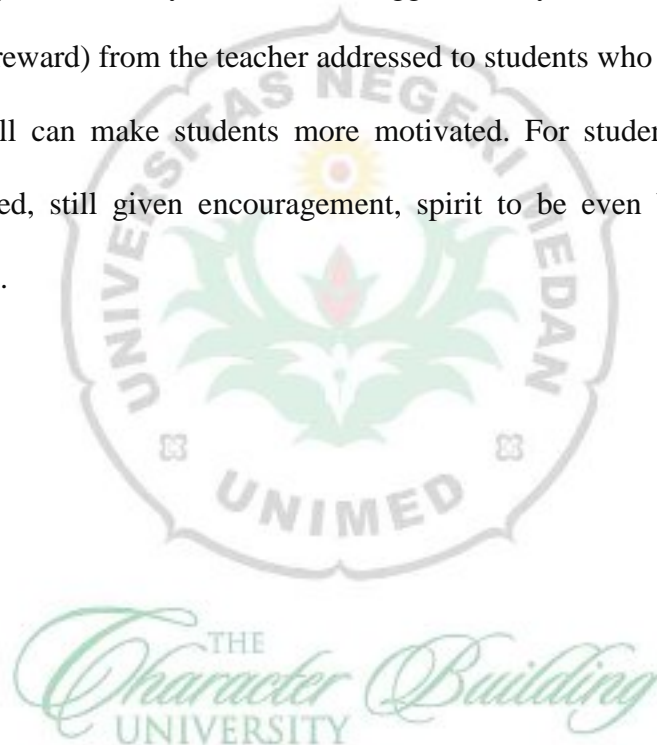 reward) from the teacher addressed to students who
ll can make students more motivated. For studen
ed, still given encouragement, spirit to be even
.
UNIVERSITAS NEGERI MEDAN
UNIMED
THE
Character Building
UNIVERSITY